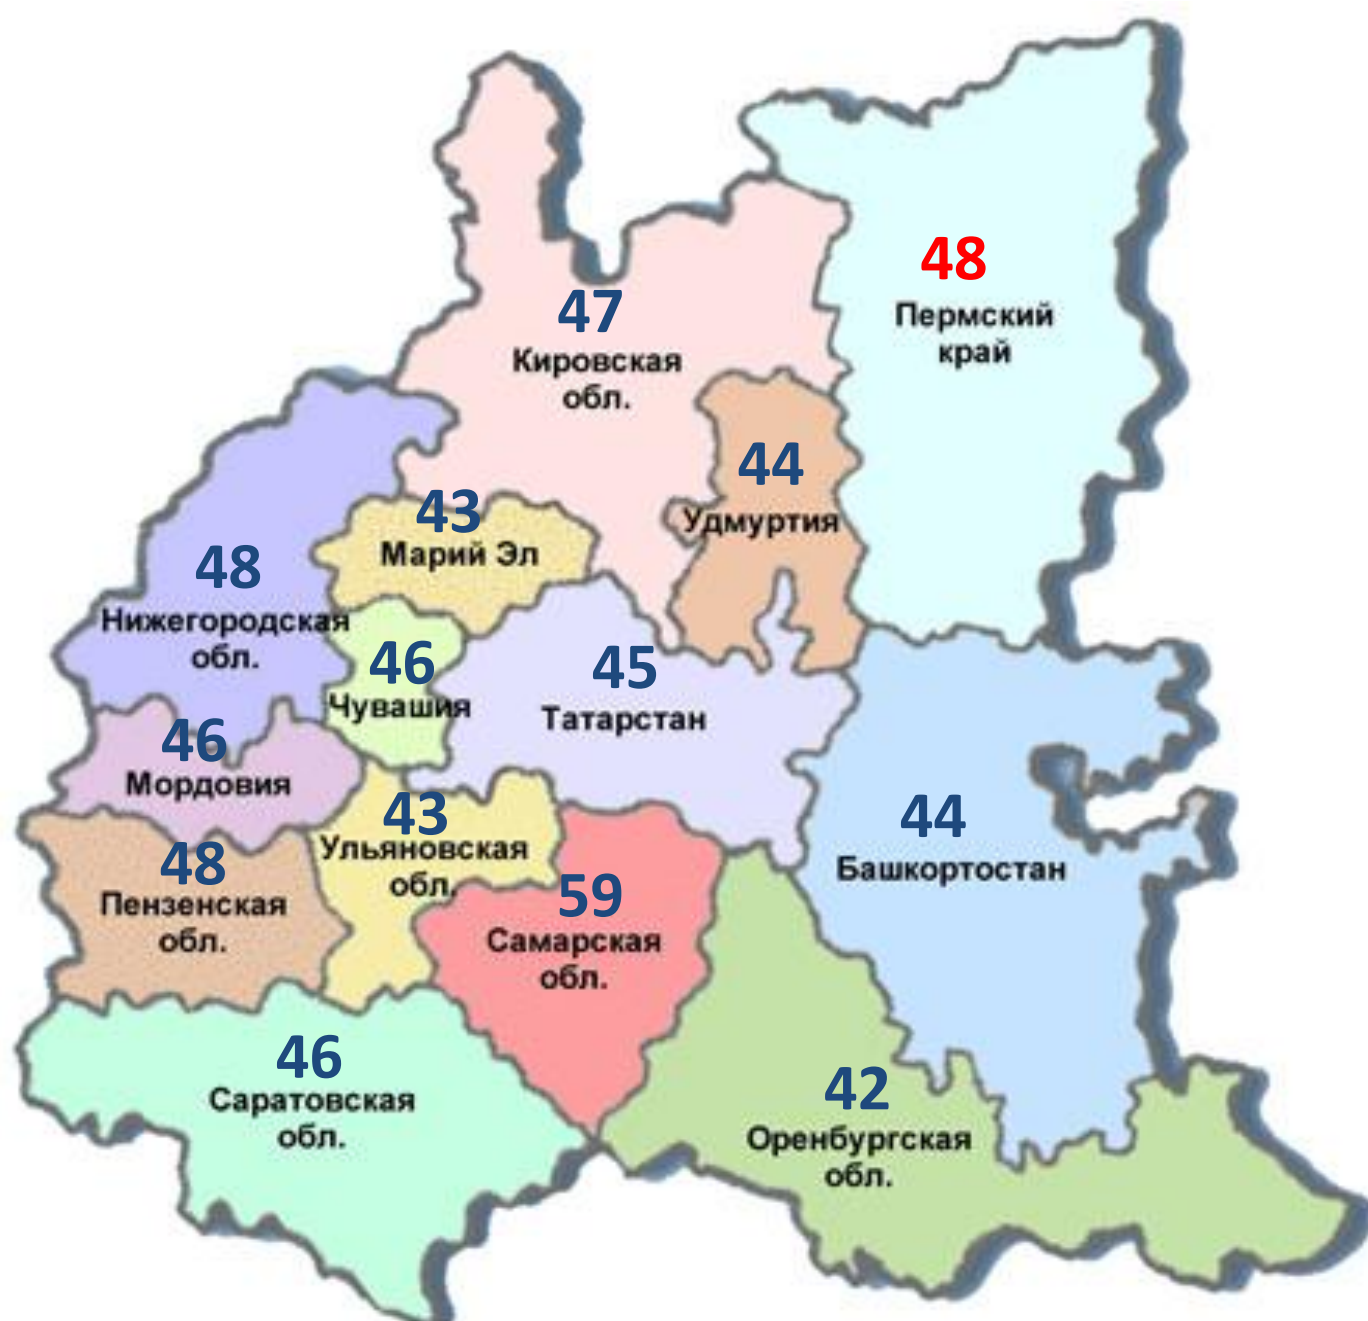 48
Пермский
край
47
Кировская
обл.
44
Удмуртия
43
Марий Эл
48
Нижегородская
обл.
46
Чувашия
45
Татарстан
46
Мордовия
43
Ульяновская
обл.
44
Башкортостан
48
Пензенская
обл.
59
Самарская
обл.
46
Саратовская
обл.
42
Оренбургская
обл.